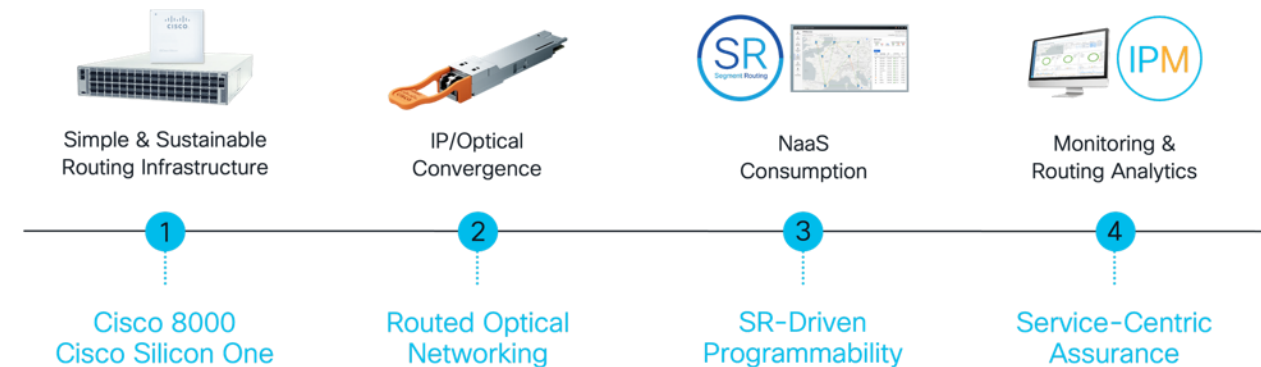 CISCO
SR
Segment Routing
IPM
Simple & Sustainable
Routing Infrastructure
IP/Optical
Convergence
NaaS
Consumption
Monitoring &
Routing Analytics
1
2
3
4
Cisco 8000
Cisco Silicon One
Routed Optical
Networking
SR-Driven
Programmability
Service-Centric
Assurance